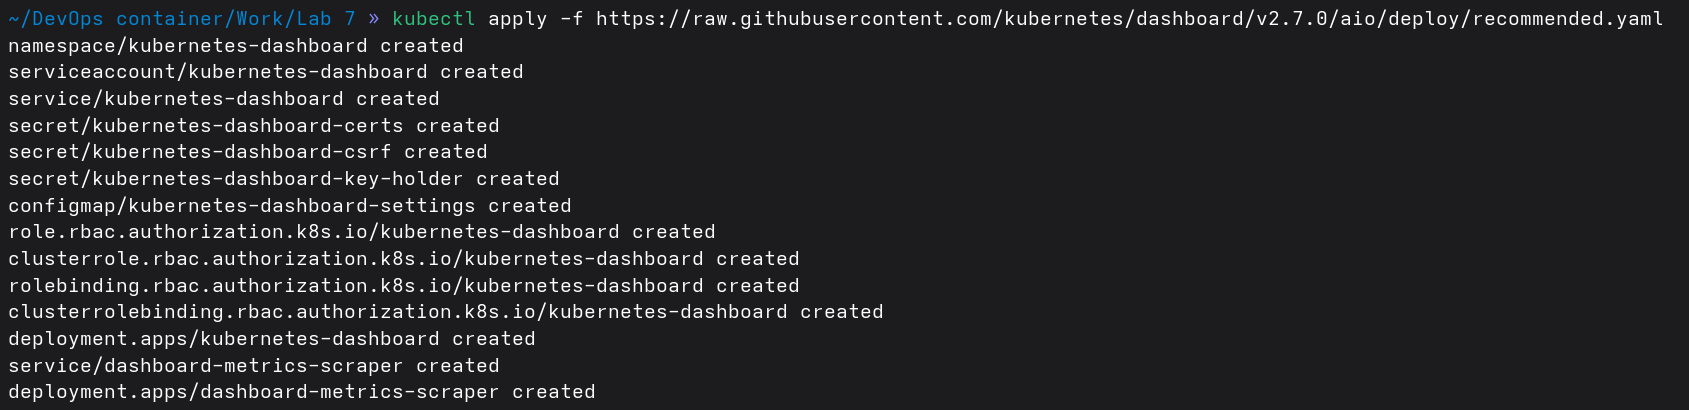 ~/DevOps container/Work/Lab 7 » kubectl apply -f https://raw.githubusercontent.com/kubernetes/dashboard/v2.7.0/aio/deploy/recommended.yaml
namespace/kubernetes-dashboard created
serviceaccount/kubernetes-dashboard created
service/kubernetes-dashboard created
secret/kubernetes-dashboard-certs created
secret/kubernetes-dashboard-csrf created
secret/kubernetes-dashboard-key-holder created
configmap/kubernetes-dashboard-settings created
role.rbac.authorization.k8s.io/kubernetes-dashboard created
clusterrole.rbac.authorization.k8s.io/kubernetes-dashboard created
rolebinding.rbac.authorization.k8s.io/kubernetes-dashboard created
clusterrolebinding.rbac.authorization.k8s.io/kubernetes-dashboard created
deployment.apps/kubernetes-dashboard created
service/dashboard-metrics-scraper created
deployment.apps/dashboard-metrics-scraper created